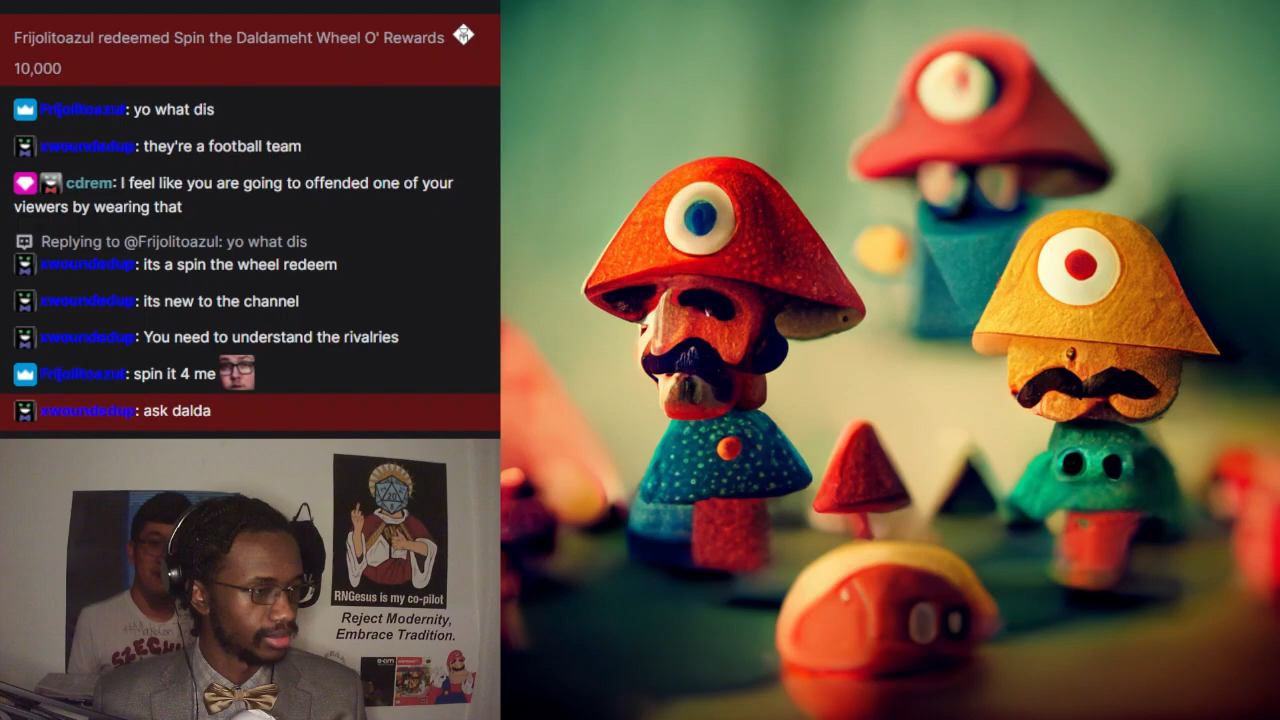 Frijolitoazul redeemed Spin the Daldameht Wheel O' Rewards
10,000
Frijolitoazul: yo what dis
xwoundedup: they're a football team
cdrem: I feel like you are going to offended one of your
viewers by wearing that
Replying to @Frijolitoazul: yo what dis
xwoundedup: its a spin the wheel redeem
xwoundedup: its new to the channel
xwoundedup: You need to understand the rivalries
Frijolitoazul: spin it 4 me
xwoundedup: ask dalda
RNGesus is my co-pilot
Reject Modernity,
Embrace Tradition.